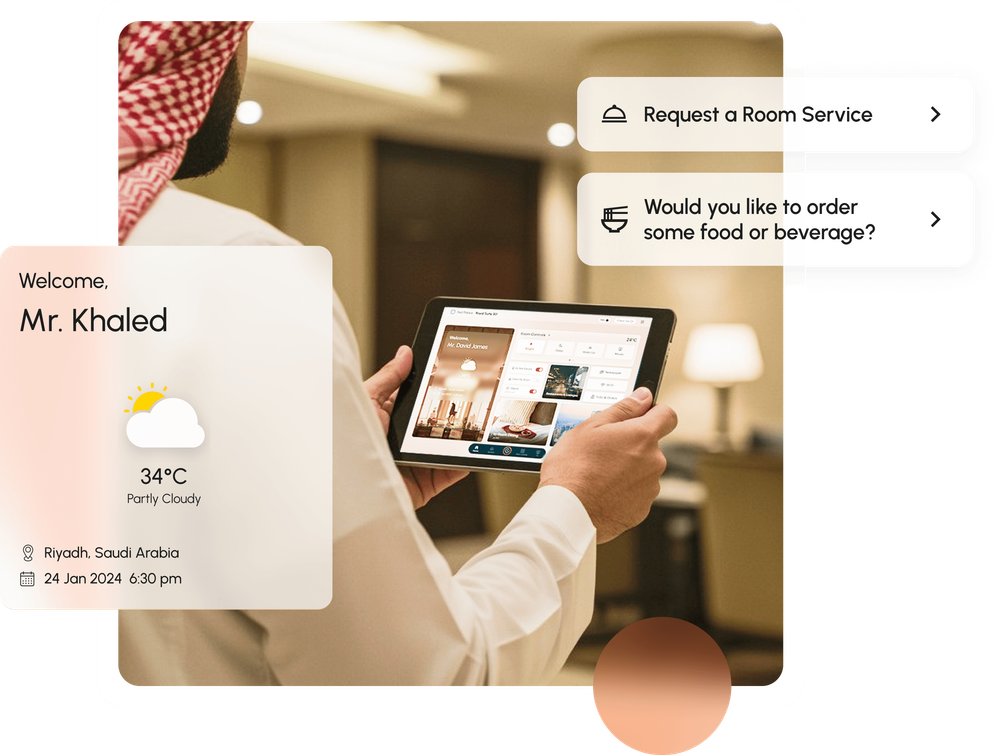 Request a Room Service
Would you like to order
some food or beverage?
Welcome,
Mr. Khaled
34°C
Partly Cloudy
Riyadh, Saudi Arabia
24 Jan 2024 6:30 pm
Room Controls
24°C
Welcome,
Mr. David James